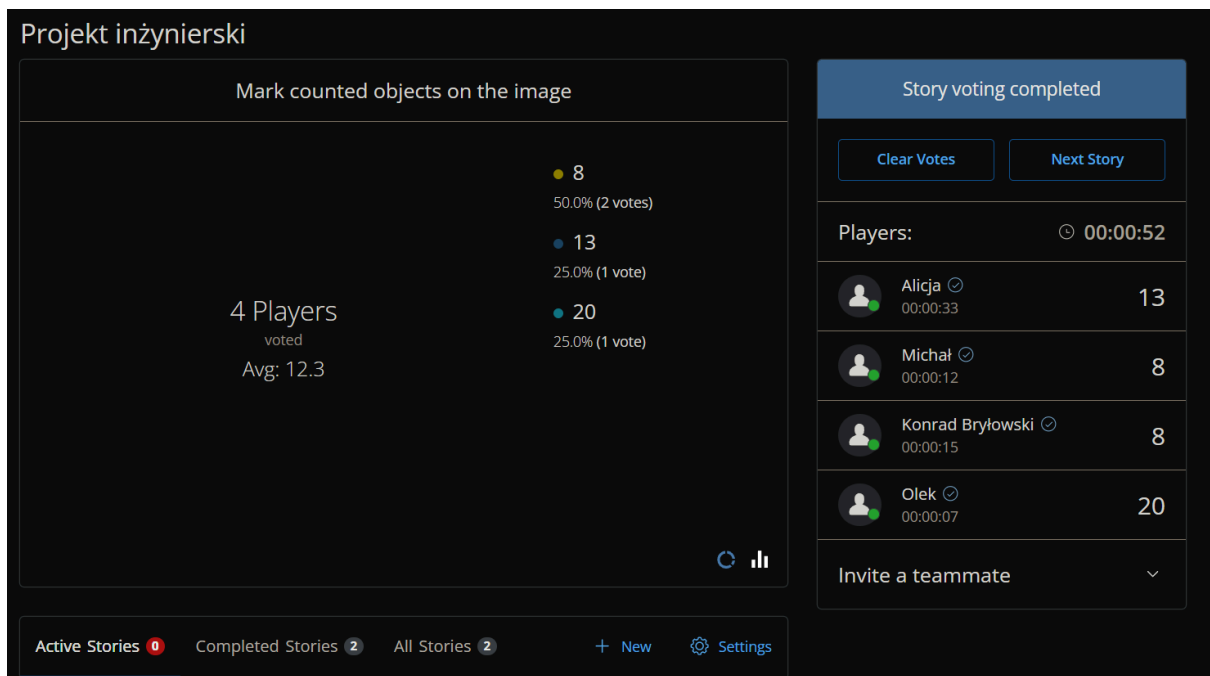 Projekt inżynierski
Mark counted objects on the image
8
50.0% (2 votes)
13
25.0% (1 vote)
20
25.0% (1 vote)
4 Players
voted
Avg: 12.3
Active Stories 0 Completed Stories 2 All Stories 2 + New Settings
Story voting completed
Clear Votes Next Story
Players: 00:00:52
Alicja
00:00:33
13
Michał
00:00:12
8
Konrad Bryłowski
00:00:15
8
Olek
00:00:07
20
Invite a teammate